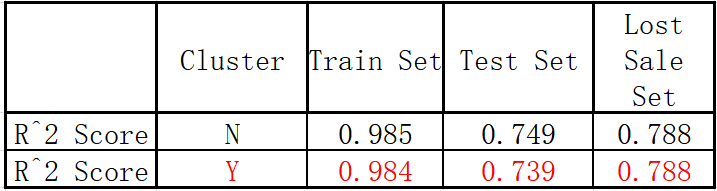 Cluster Train Set Test Set Lost Sale Set
R^2 Score N 0.985 0.749 0.788
R^2 Score Y 0.984 0.739 0.788